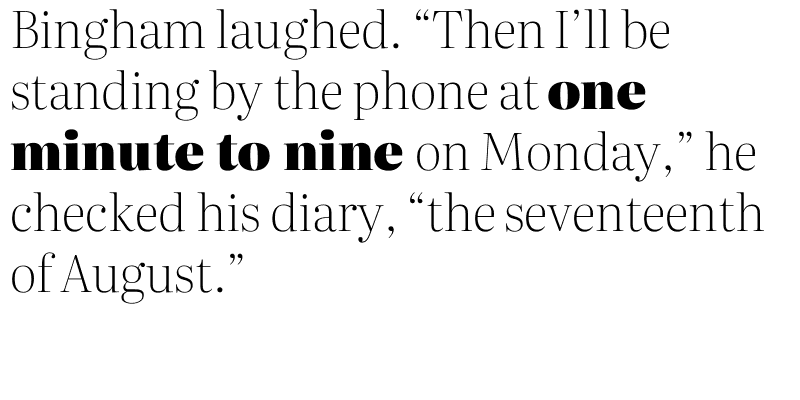 Bingham laughed. “Then I’ll be
standing by the phone at one
minute to nine on Monday,” he
checked his diary, “the seventeenth
of August.”